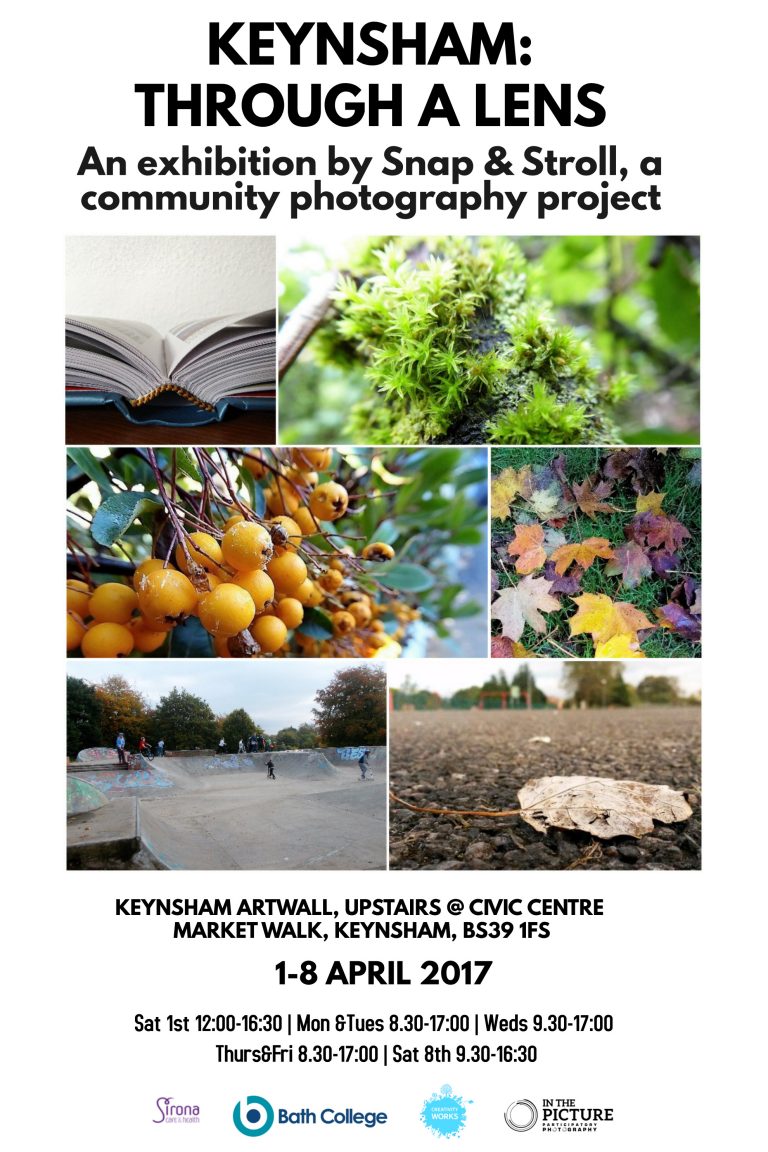 KEYNSHAM:
THROUGH A LENS
An exhibition by Snap & Stroll, a
community photography project
KEYNSHAM ARTWALL, UPSTAIRS @ CIVIC CENTRE
MARKET WALK, KEYNSHAM, BS39 1FS
1-8 APRIL 2017
Sat 1st 12:00-16:30 | Mon &Tues 8.30-17:00 | Weds 9.30-17:00
Thurs&Fri 8.30-17:00 | Sat 8th 9.30-16:30
Sirona
care & health
Bath College
CREATIVITY
WORKS
IN THE
PICTURE
PARTICIPATORY
PHOTOGRAPHY